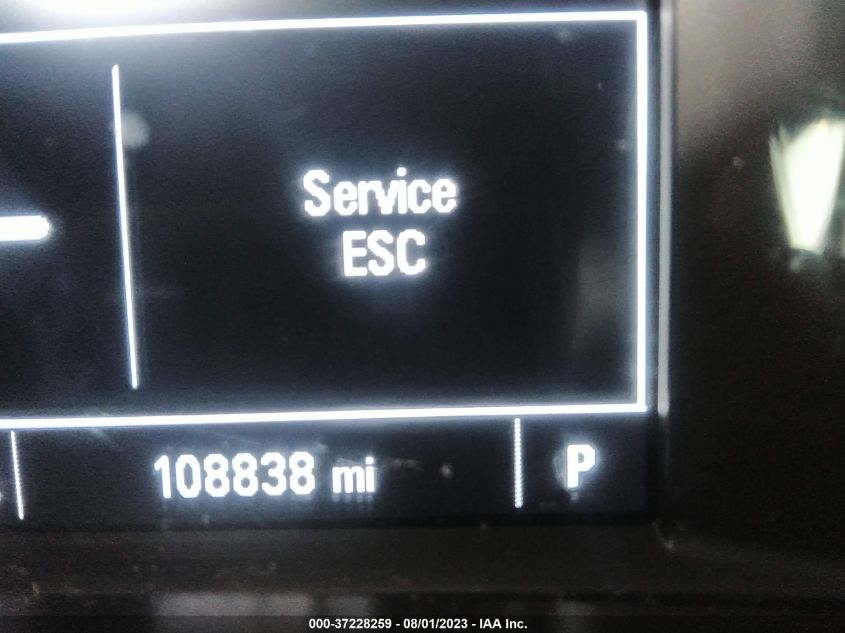 Service
ESC
108838 mi
P
000-37228259 - 08/01/2023 - IAA Inc.